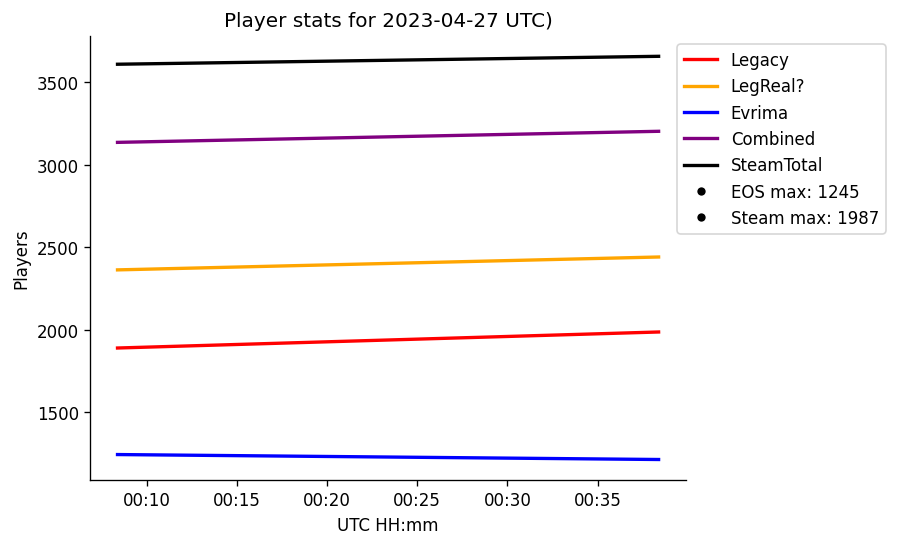 Player stats for 2023-04-27 UTC)
Legacy
LegReal?
Evrima
Combined
SteamTotal
EOS max: 1245
Steam max: 1987
Players
3500
3000
2500
2000
1500
00:10 00:15 00:20 00:25 00:30 00:35
UTC HH:mm